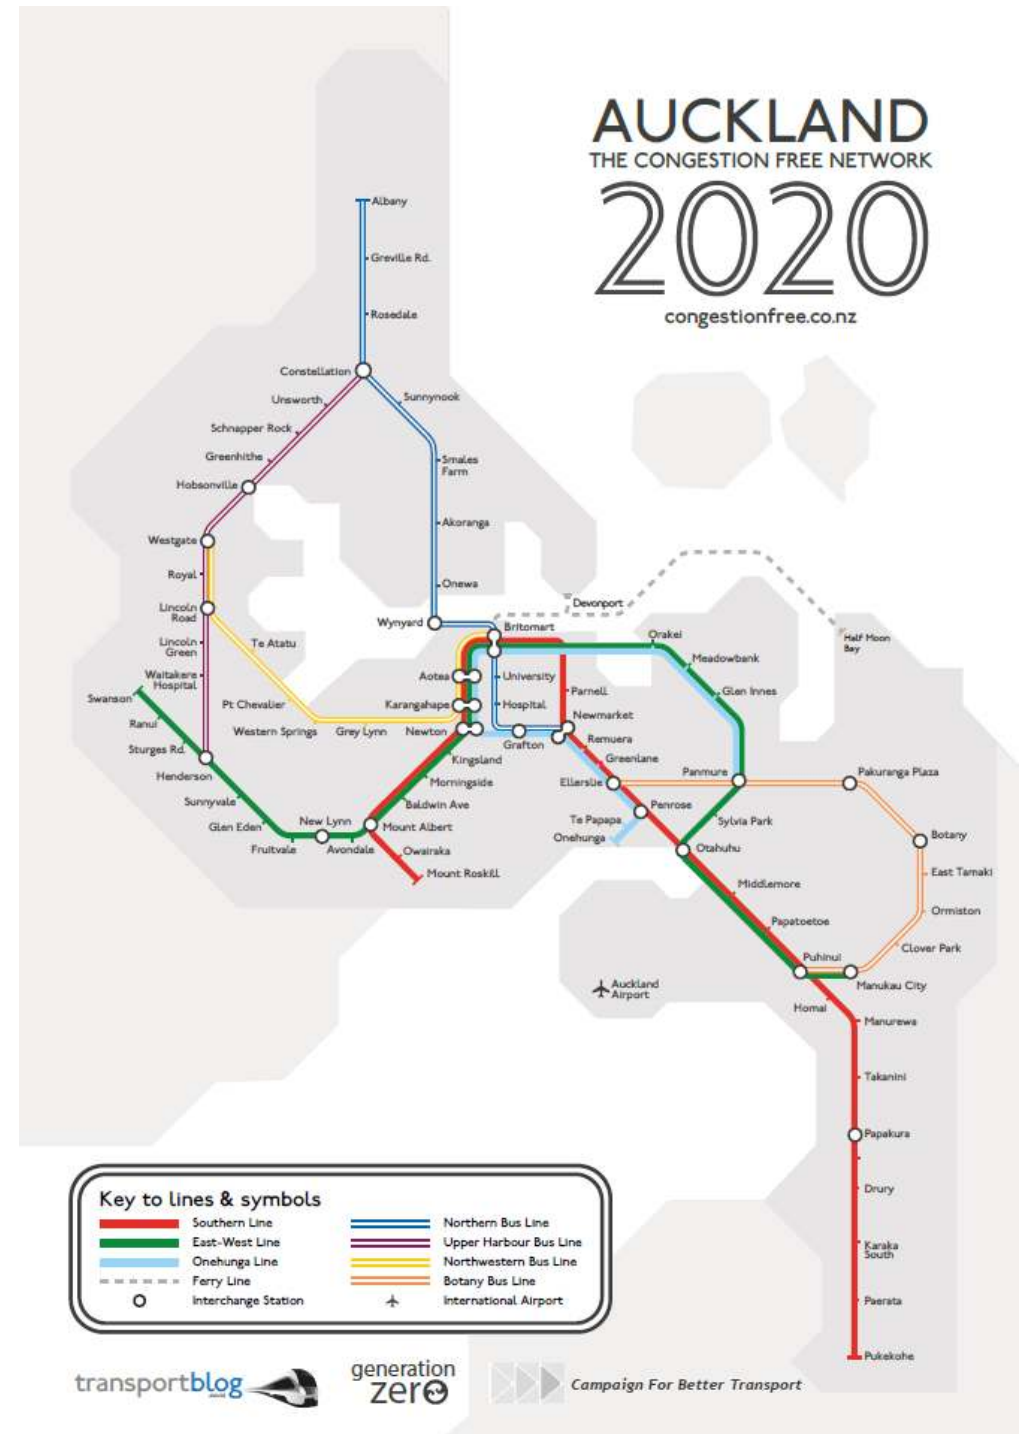 AUCKLAND
THE CONGESTION FREE NETWORK
2020
congestionfree.co.nz
Albany
Greville Rd.
Rosedale
Constellation
Sunnynook
Unsworth
Schnapper Rock
Greenhithe
Smales
Farm
Hobsonville
Akoranga
Westgate
Royal
Onewa
Lincoln
Road
Devonport
Wynyard
Britomart
Orakei
Half Moon
Bay
Lincoln
Green
Te Atatu
Meadowbank
Waitakere
Hospital
Aotea
University
Parnell
Glen Innes
Swanson
Pt Chevalier
Karangahape
Hospital
Newmarket
Ranui
Western Springs
Grey Lynn
Newton
Grafton
Remuera
Sturges Rd.
Kingsland
Greenlane
Henderson
Morningside
Ellerslie
Panmure
Pakuranga Plaza
Sunnyvale
Baldwin Ave
Penrose
Glen Eden
New Lynn
Mount Albert
Te Papapa
Sylvia Park
Botany
Onehunga
Fruitvale
Avondale
Owairaka
Otahuhu
Mount Roskill
East Tamaki
Middlemore
Ormiston
Papatoetoe
Clover Park
Puhinui
Auckland
Airport
Manukau City
Homai
Manurewa
Takanini
Papakura
Drury
Karaka
South
Paerata
Pukekohe
Key to lines & symbols
Southern Line
East-West Line
Onehunga Line
Ferry Line
Interchange Station
Northern Bus Line
Upper Harbour Bus Line
Northwestern Bus Line
Botany Bus Line
International Airport
transportblog
generation
zero
Campaign For Better Transport